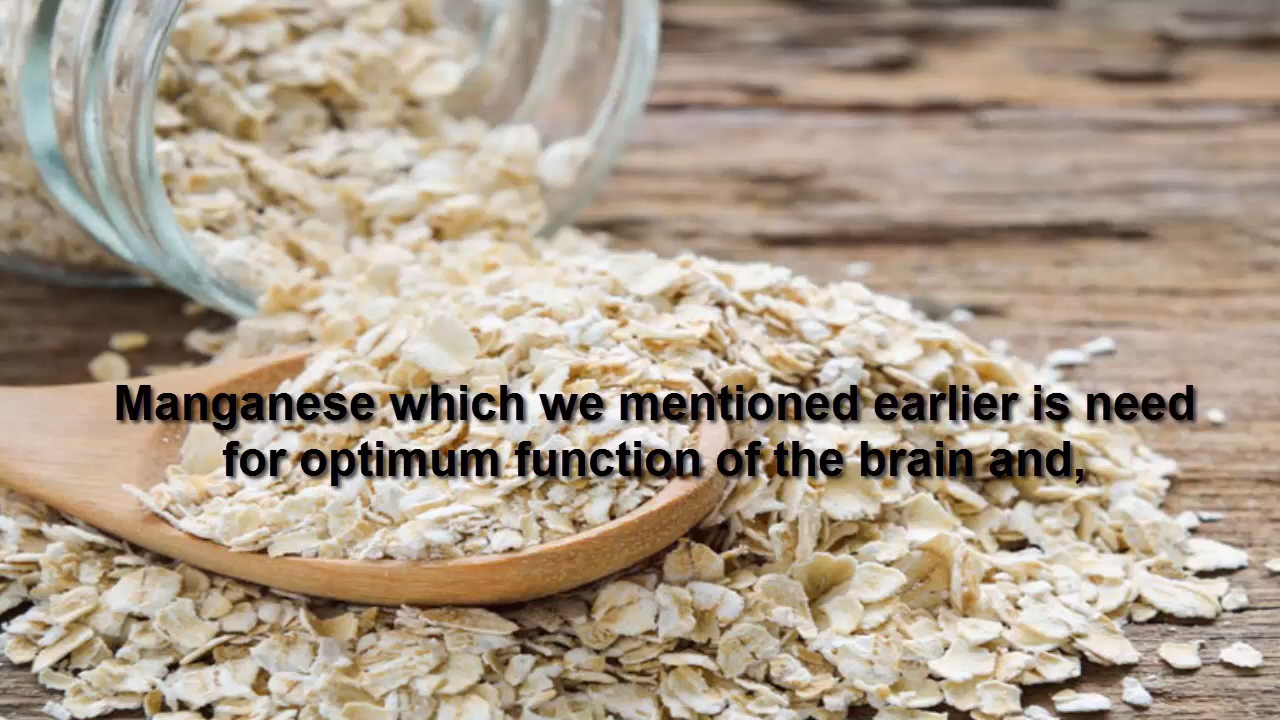 Manganese which we mentioned earlier is need
for optimum function of the brain and,